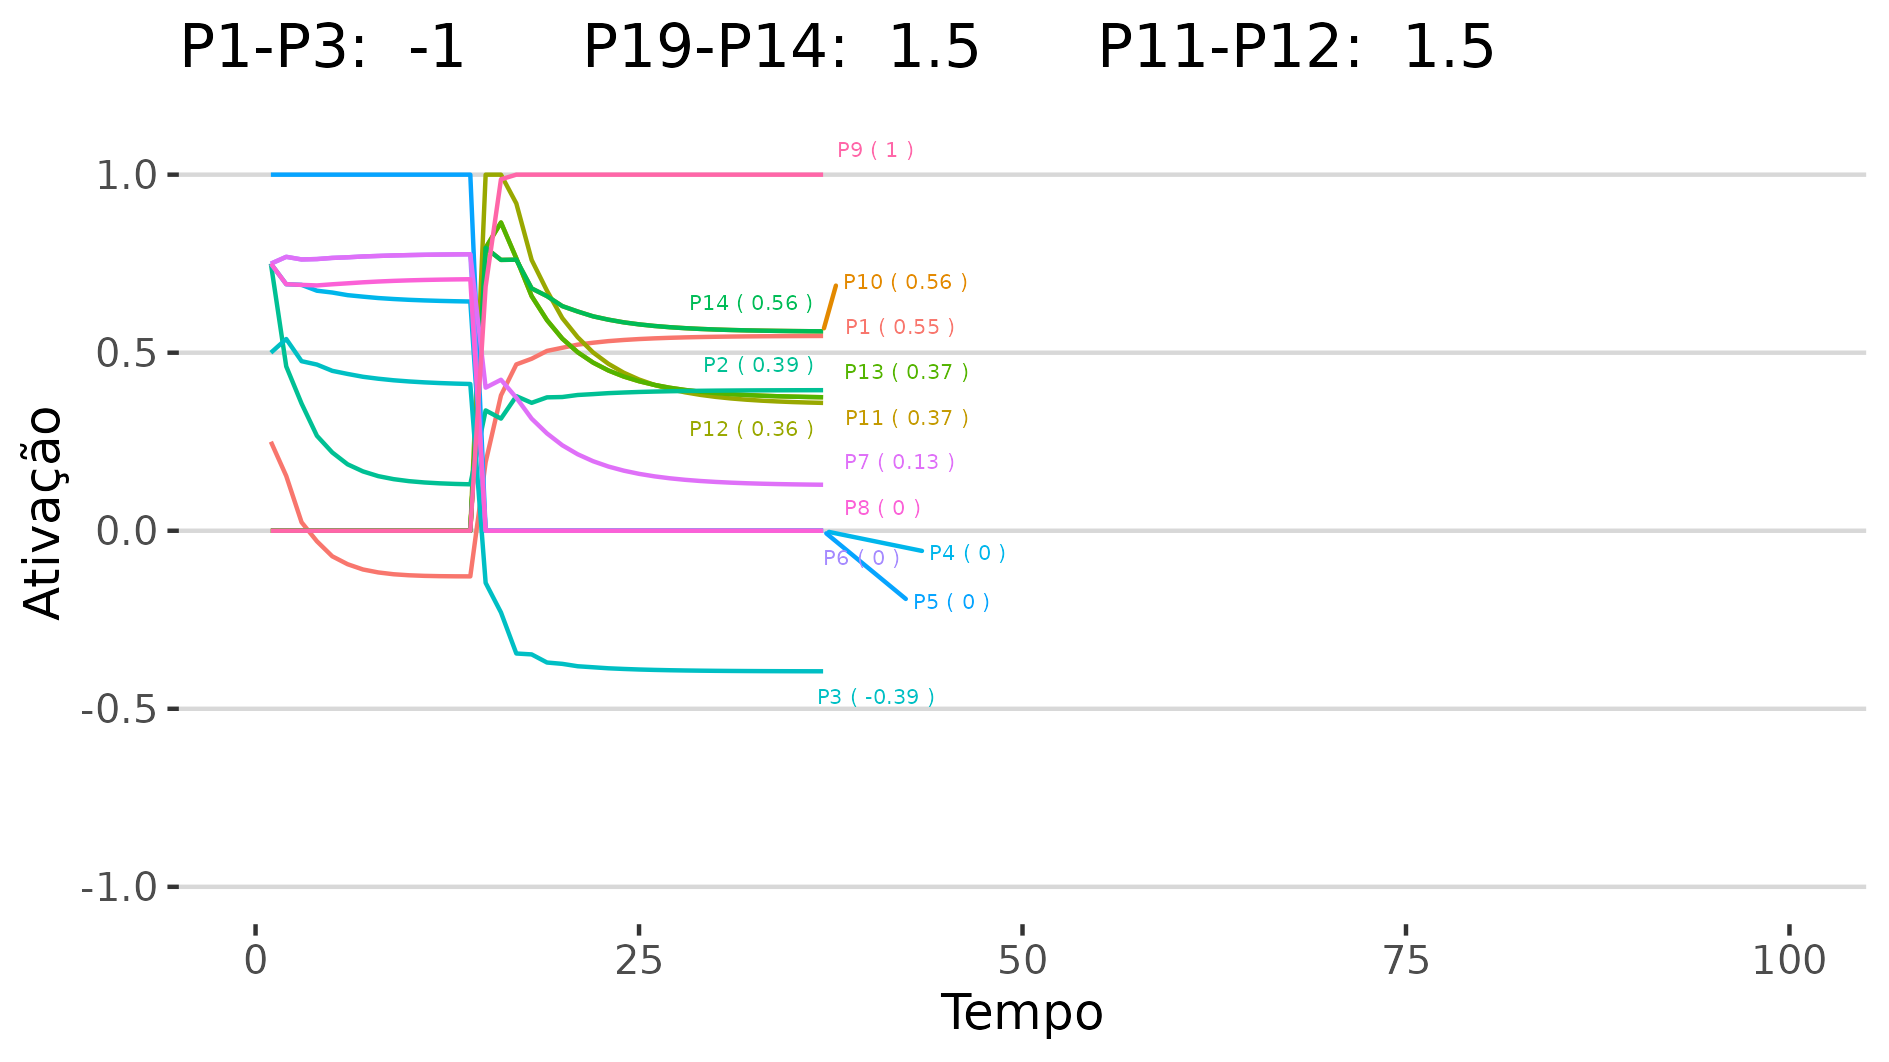 P1-P3:  -1      P19-P14:  1.5      P11-P12:  1.5
P9 ( 1 )
1.0
P10 ( 0.56 )
P14 ( 0.56 )
P1 ( 0.55 )
0.5
P2 ( 0.39 )
P13 ( 0.37 )
P11 ( 0.37 )
P12 ( 0.36 )
P7 ( 0.13 )
P8 ( 0 )
0.0
P4 ( 0 )
P6 ( 0 )
P5 ( 0 )
P3 ( -0.39 )
-0.5
-1.0
Ativação
0 25 50 75 100
Tempo